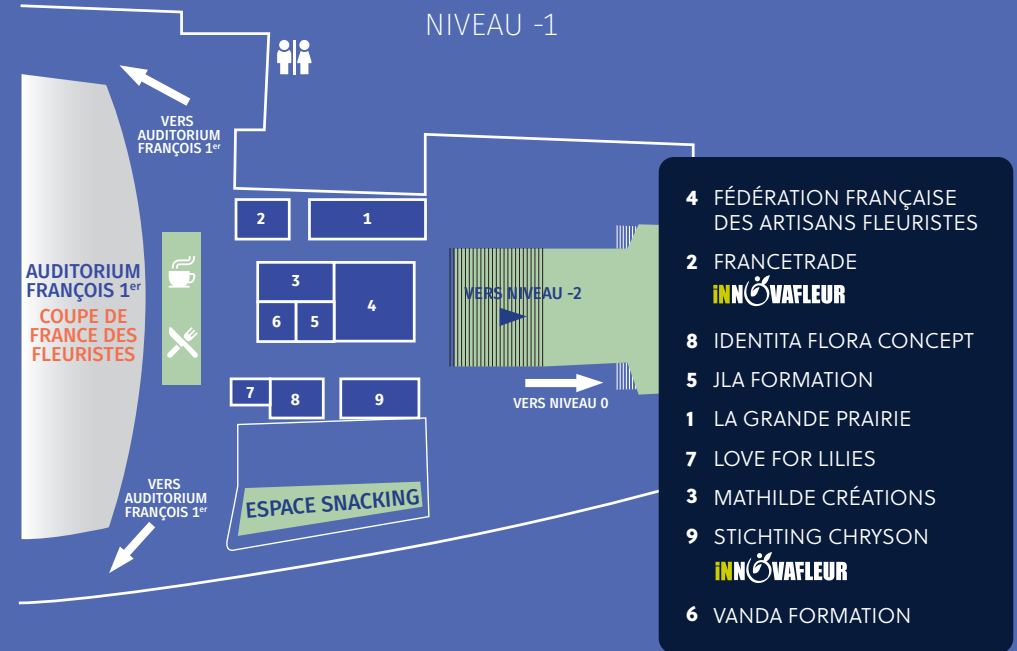 NIVEAU -1
VERS
AUDITORIUM
FRANÇOIS 1er
2
1
AUDITORIUM
FRANÇOIS 1er
COUPE DE
FRANCE DES
FLEURISTES
3
4
6
5
VERS NIVEAU -2
7
8
9
VERS NIVEAU 0
VERS
AUDITORIUM
FRANÇOIS 1er
ESPACE SNACKING
4 FÉDÉRATION FRANÇAISE
DES ARTISANS FLEURISTES
2 FRANCETRADE
iNNOVAFLEUR
8 IDENTITA FLORA CONCEPT
5 JLA FORMATION
1 LA GRANDE PRAIRIE
7 LOVE FOR LILIES
3 MATHILDE CRÉATIONS
9 STICHTING CHRYSON
iNNOVAFLEUR
6 VANDA FORMATION